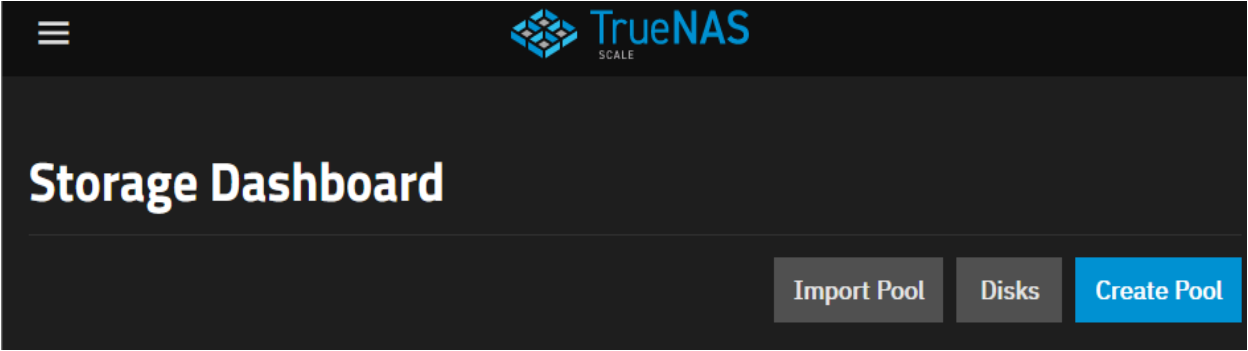 TrueNAS
SCALE
Storage Dashboard
Import Pool
Disks
Create Pool